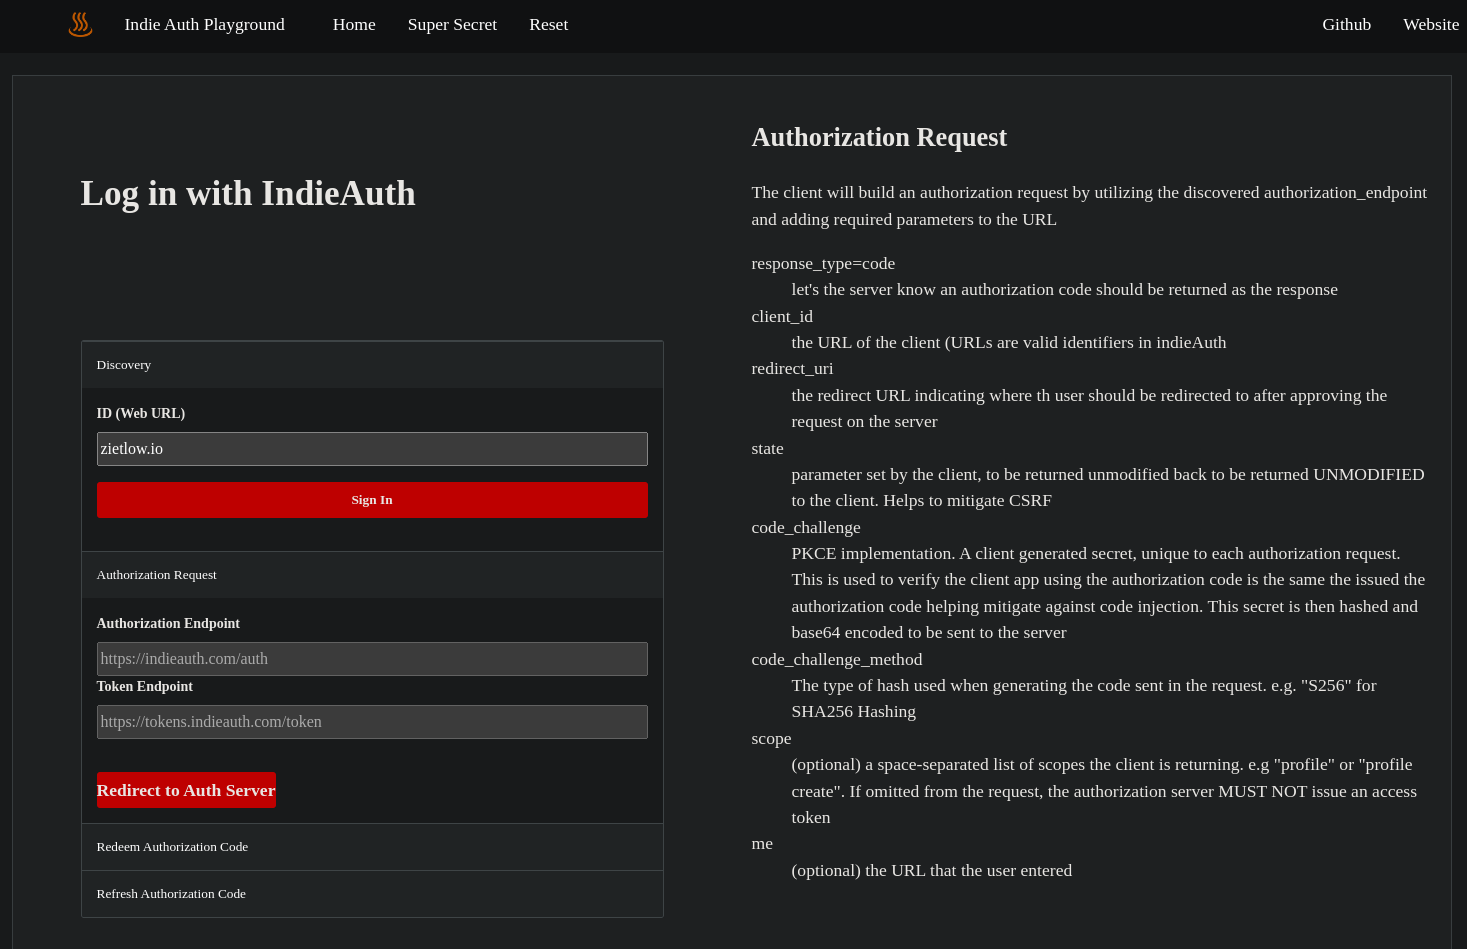 Indie Auth Playground
Home
Super Secret
Reset
Github
Website
Log in with IndieAuth
Discovery
ID (Web URL)
zietlow.io
Sign In
Authorization Request
Authorization Endpoint
https://indieauth.com/auth
Token Endpoint
https://tokens.indieauth.com/token
Redirect to Auth Server
Redeem Authorization Code
Refresh Authorization Code
Authorization Request
The client will build an authorization request by utilizing the discovered authorization_endpoint
and adding required parameters to the URL
response_type=code
let's the server know an authorization code should be returned as the response
client_id
the URL of the client (URLs are valid identifiers in indieAuth
redirect_uri
the redirect URL indicating where th user should be redirected to after approving the
request on the server
state
parameter set by the client, to be returned unmodified back to be returned UNMODIFIED
to the client. Helps to mitigate CSRF
code_challenge
PKCE implementation. A client generated secret, unique to each authorization request.
This is used to verify the client app using the authorization code is the same the issued the
authorization code helping mitigate against code injection. This secret is then hashed and
base64 encoded to be sent to the server
code_challenge_method
The type of hash used when generating the code sent in the request. e.g. "S256" for
SHA256 Hashing
scope
(optional) a space-separated list of scopes the client is returning. e.g "profile" or "profile
create". If omitted from the request, the authorization server MUST NOT issue an access
token
me
(optional) the URL that the user entered